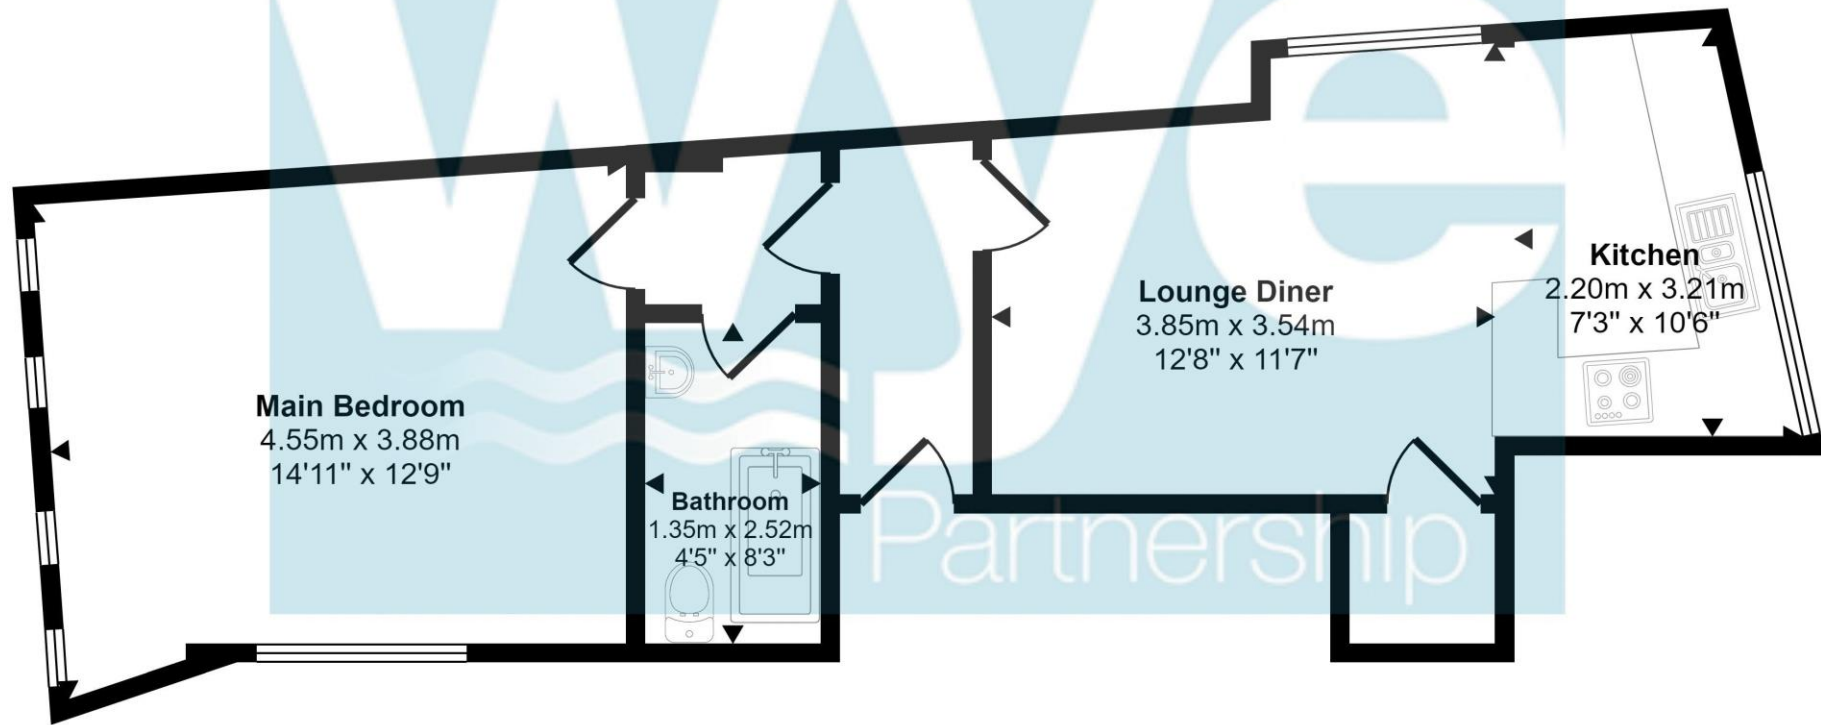 wye
Partnership
Main Bedroom
4.55m x 3.88m
14'11" x 12'9"
Bathroom
1.35m x 2.52m
4'5" x 8'3"
Lounge Diner
3.85m x 3.54m
12'8" x 11'7"
Kitchen
2.20m x 3.21m
7'3" x 10'6"